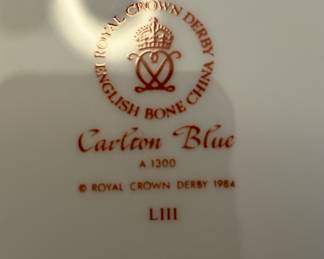 ROYAL CROWN DERBY
ENGLISH BONE CHINA
Carlton Blue
A 1300
© ROYAL CROWN DERBY 1984
LIII